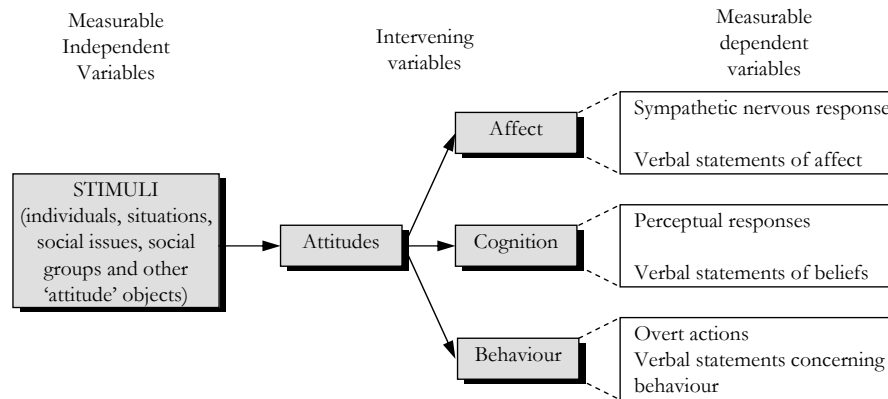 Measurable
Independent
Variables
Intervening
variables
Measurable
dependent
variables
STIMULI
(individuals, situations,
social issues, social
groups and other
‘attitude’ objects)
Attitudes
Affect
Cognition
Behaviour
Sympathetic nervous response
Verbal statements of affect
Perceptual responses
Verbal statements of beliefs
Overt actions
Verbal statements concerning
behaviour